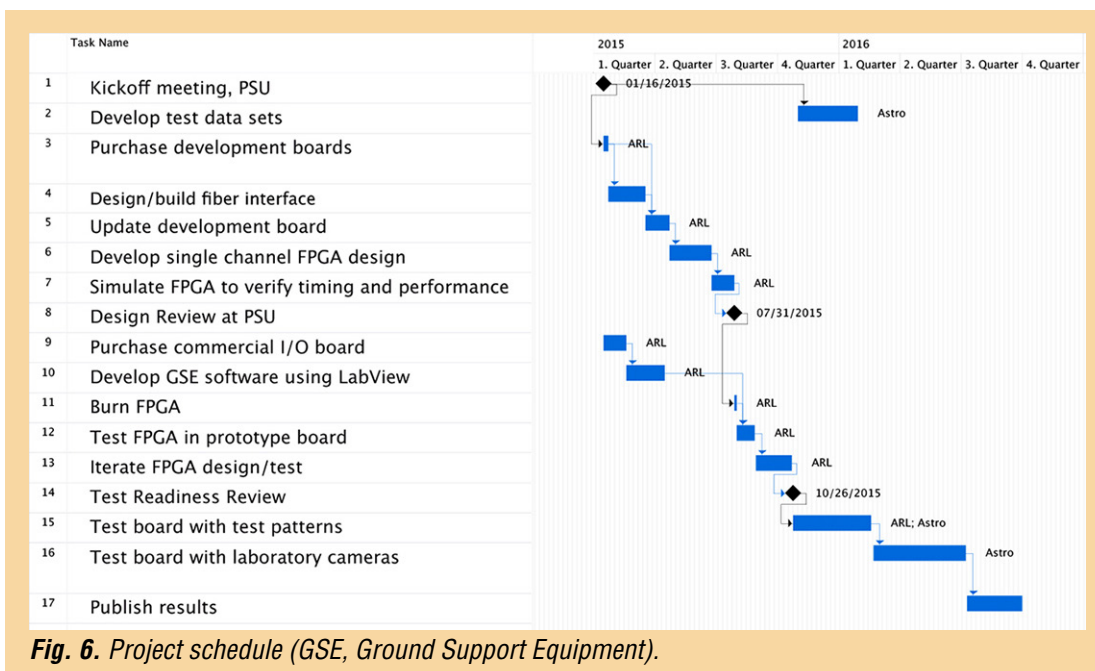 Task Name 2015 2016
1. Quarter 2. Quarter 3. Quarter 4. Quarter 1. Quarter 2. Quarter 3. Quarter 4. Quarter
1 Kickoff meeting, PSU 01/16/2015
2 Develop test data sets Astro
3 Purchase development boards ARL
4 Design/build fiber interface
5 Update development board ARL
6 Develop single channel FPGA design ARL
7 Simulate FPGA to verify timing and performance ARL
8 Design Review at PSU 07/31/2015
9 Purchase commercial I/O board ARL
10 Develop GSE software using LabView ARL
11 Burn FPGA ARL
12 Test FPGA in prototype board ARL
13 Iterate FPGA design/test ARL
14 Test Readiness Review 10/26/2015
15 Test board with test patterns ARL; Astro
16 Test board with laboratory cameras Astro
17 Publish results
Fig. 6. Project schedule (GSE, Ground Support Equipment).